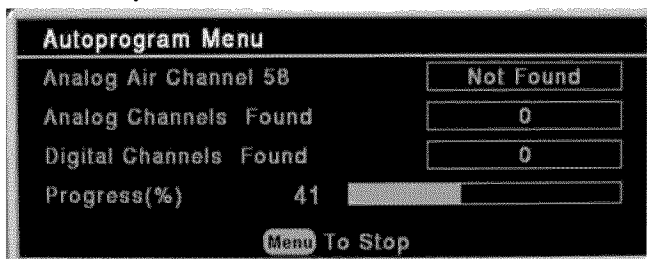 Autoprogram Menu
Analog Air Channel 58 Not Found
Analog Channels Found 0
Digital Channels Found 0
Progress(%) 41
Menu To Stop